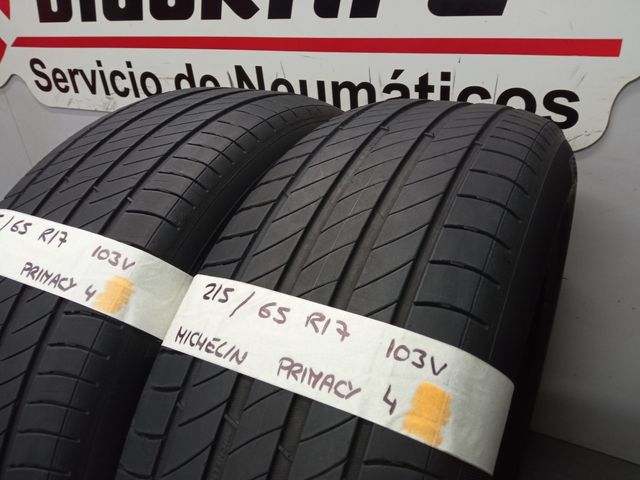 Servicio de Neumáticos
/65 R17 103V
PRIMACY 4
215/65 R17 103V
MICHELIN PRIMACY 4